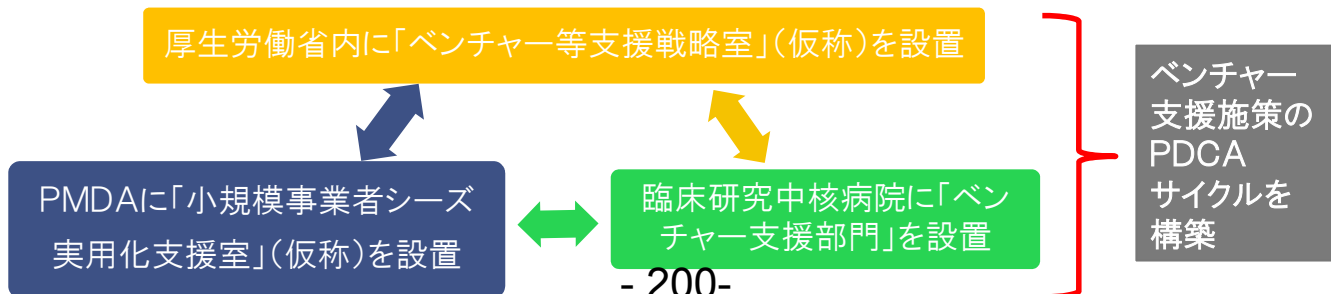 厚生労働省内に「ベンチャー等支援戦略室」(仮称)を設置
PMDAに「小規模事業者シーズ
実用化支援室」(仮称)を設置
臨床研究中核病院に「ベン
チャー支援部門」を設置
ベンチャー
支援施策の
PDCA
サイクルを
構築
- 200-